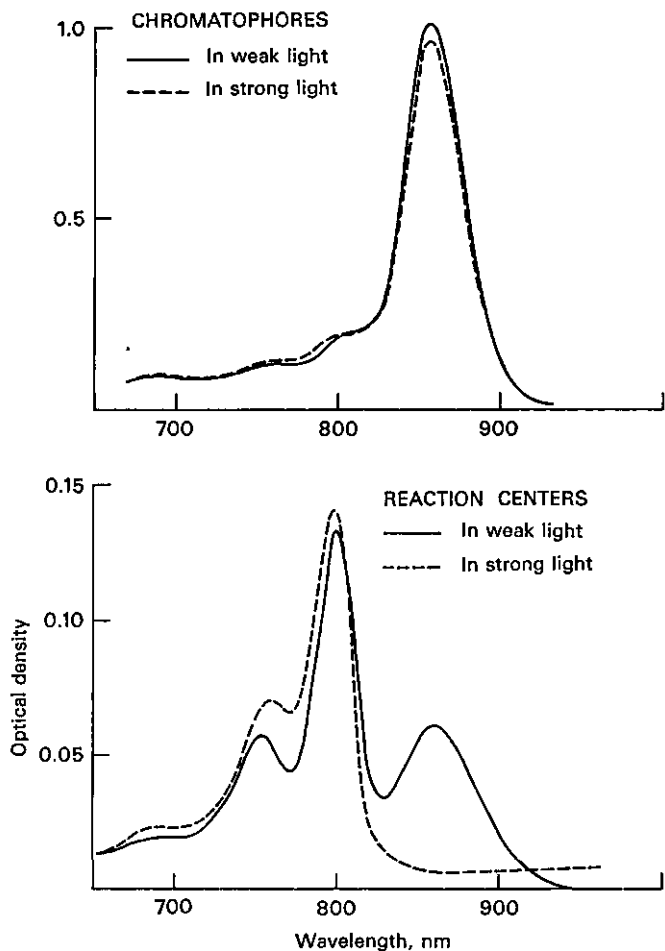 CHROMATOPHORES
In weak light
In strong light
1.0
0.5
700 800 900
REACTION CENTERS
In weak light
In strong light
0.15
0.10
0.05
Optical density
700 800 900
Wavelength, nm